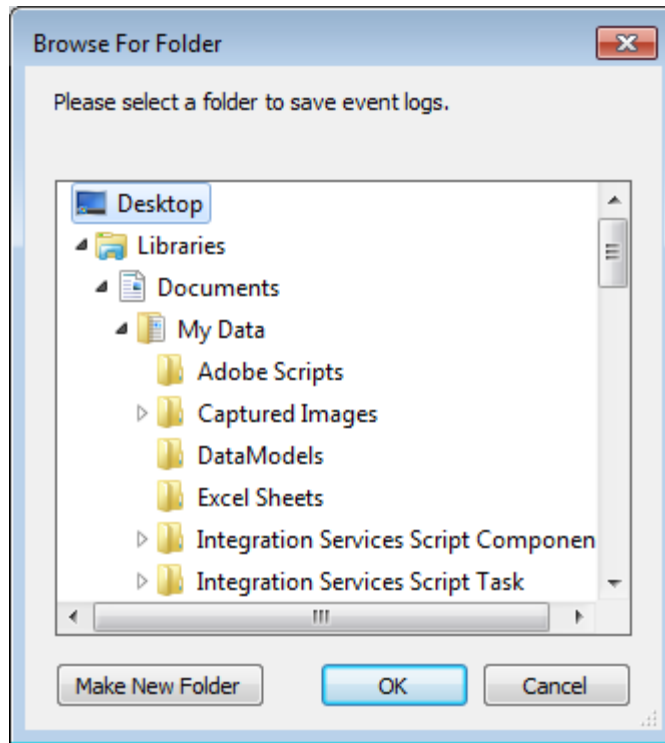 Browse For Folder
Please select a folder to save event logs.
Desktop
Libraries
Documents
My Data
Adobe Scripts
Captured Images
DataModels
Excel Sheets
Integration Services Script Componen
Integration Services Script Task
Make New Folder OK Cancel